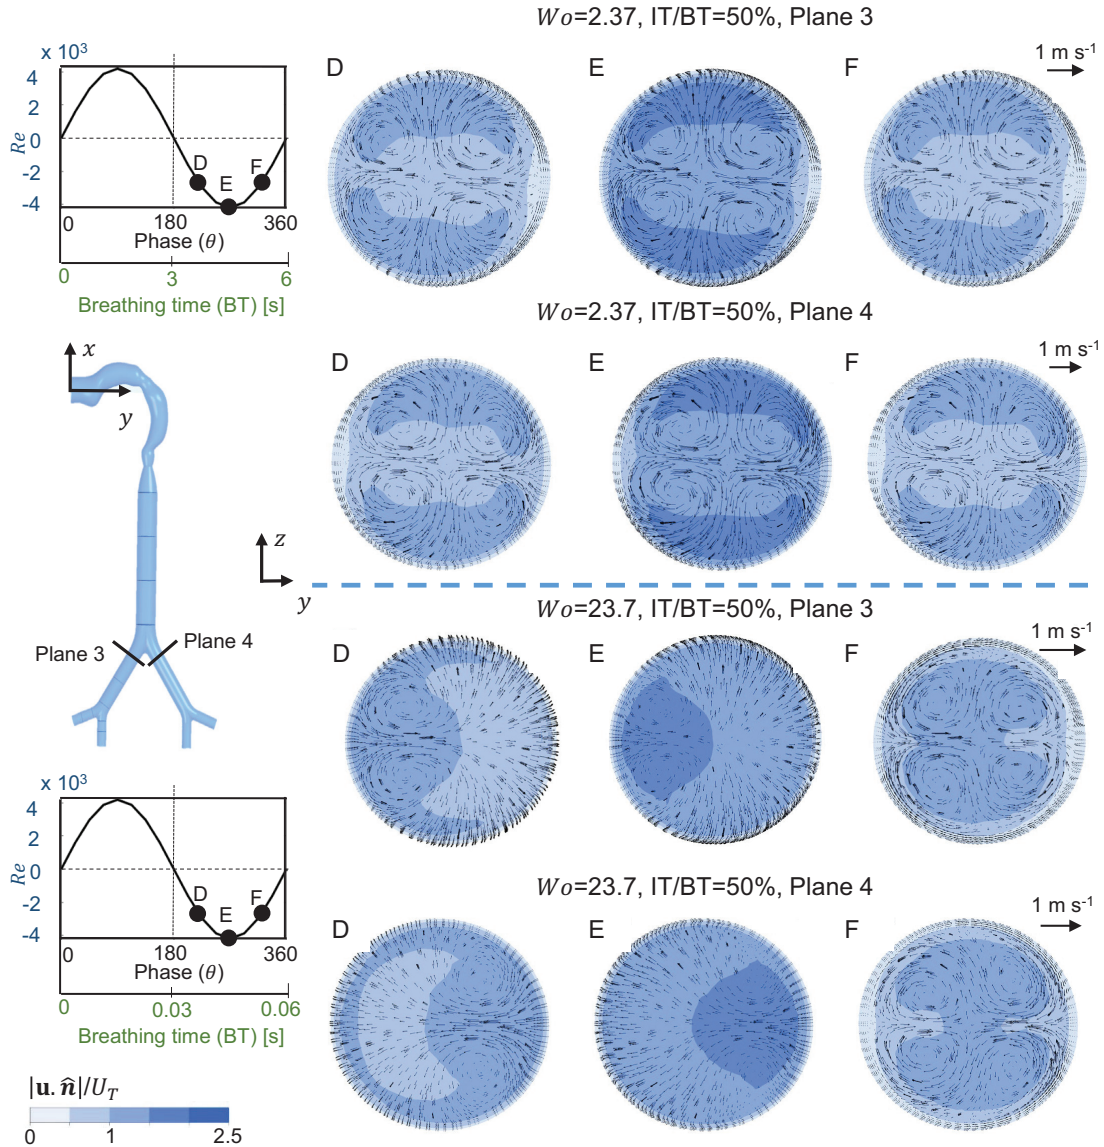 𝑊𝑜=2.37, IT/BT=50%, Plane 3
x 10³
4
2
0
-2
-4
𝑅𝑒
D
E
F
0
180
360
Phase (𝜃)
0
3
6
Breathing time (BT) [s]
D
E
F
1 m s⁻¹
𝑊𝑜=2.37, IT/BT=50%, Plane 4
D
E
F
1 m s⁻¹
𝑥
𝑦
𝑧
𝑦
Plane 3
Plane 4
𝑊𝑜=23.7, IT/BT=50%, Plane 3
D
E
F
1 m s⁻¹
x 10³
4
2
0
-2
-4
𝑅𝑒
D
E
F
0
180
360
Phase (𝜃)
0
0.03
0.06
Breathing time (BT) [s]
𝑊𝑜=23.7, IT/BT=50%, Plane 4
D
E
F
1 m s⁻¹
|𝐮. 𝒏̂|/𝑈_𝑇
0
1
2.5